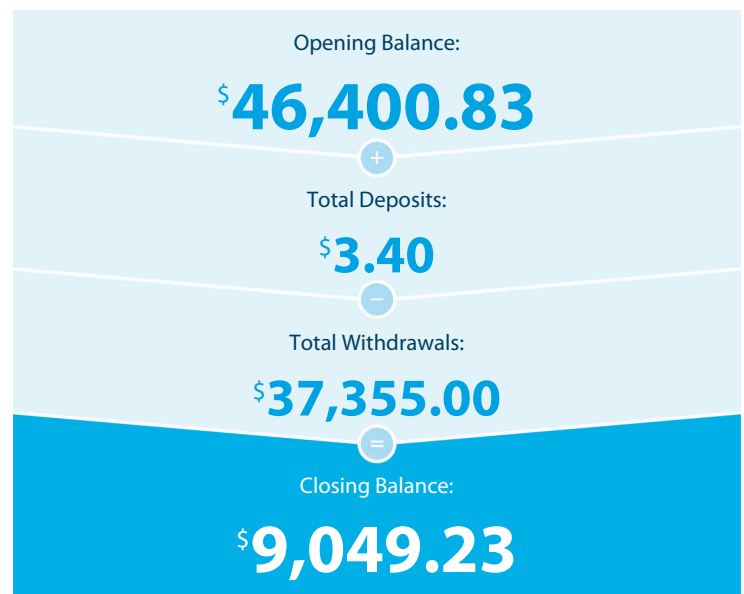 Opening Balance:
$46,400.83
+
Total Deposits:
$3.40
−
Total Withdrawals:
$37,355.00
=
Closing Balance:
$9,049.23